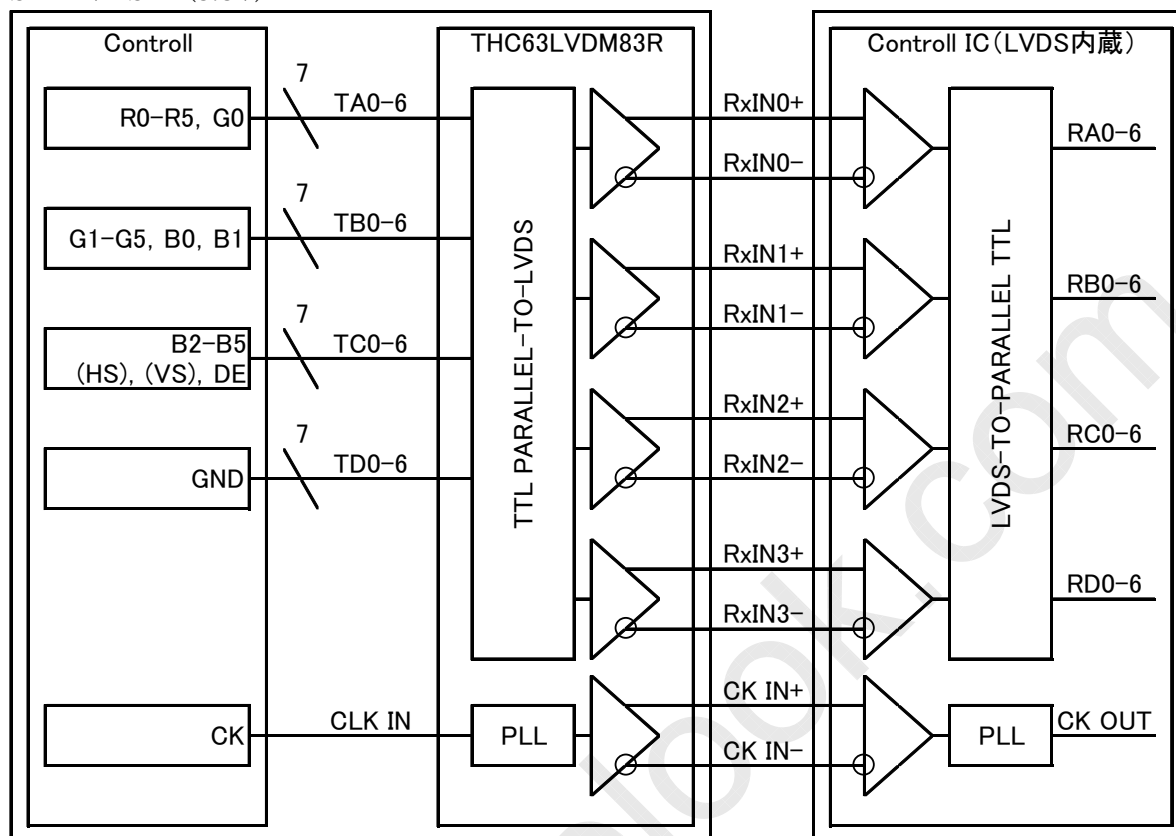 Controll
THC63LVDM83R
Controll IC(LVDS内蔵)
R0-R5, G0
7
TA0-6
RxIN0+
RxIN0-
RA0-6
G1-G5, B0, B1
7
TB0-6
RxIN1+
RxIN1-
RB0-6
B2-B5
(HS), (VS), DE
7
TC0-6
RxIN2+
RxIN2-
RC0-6
GND
7
TD0-6
RxIN3+
RxIN3-
RD0-6
TTL PARALLEL-TO-LVDS
LVDS-TO-PARALLEL TTL
CK
CLK IN
PLL
CK IN+
CK IN-
PLL
CK OUT
look.com